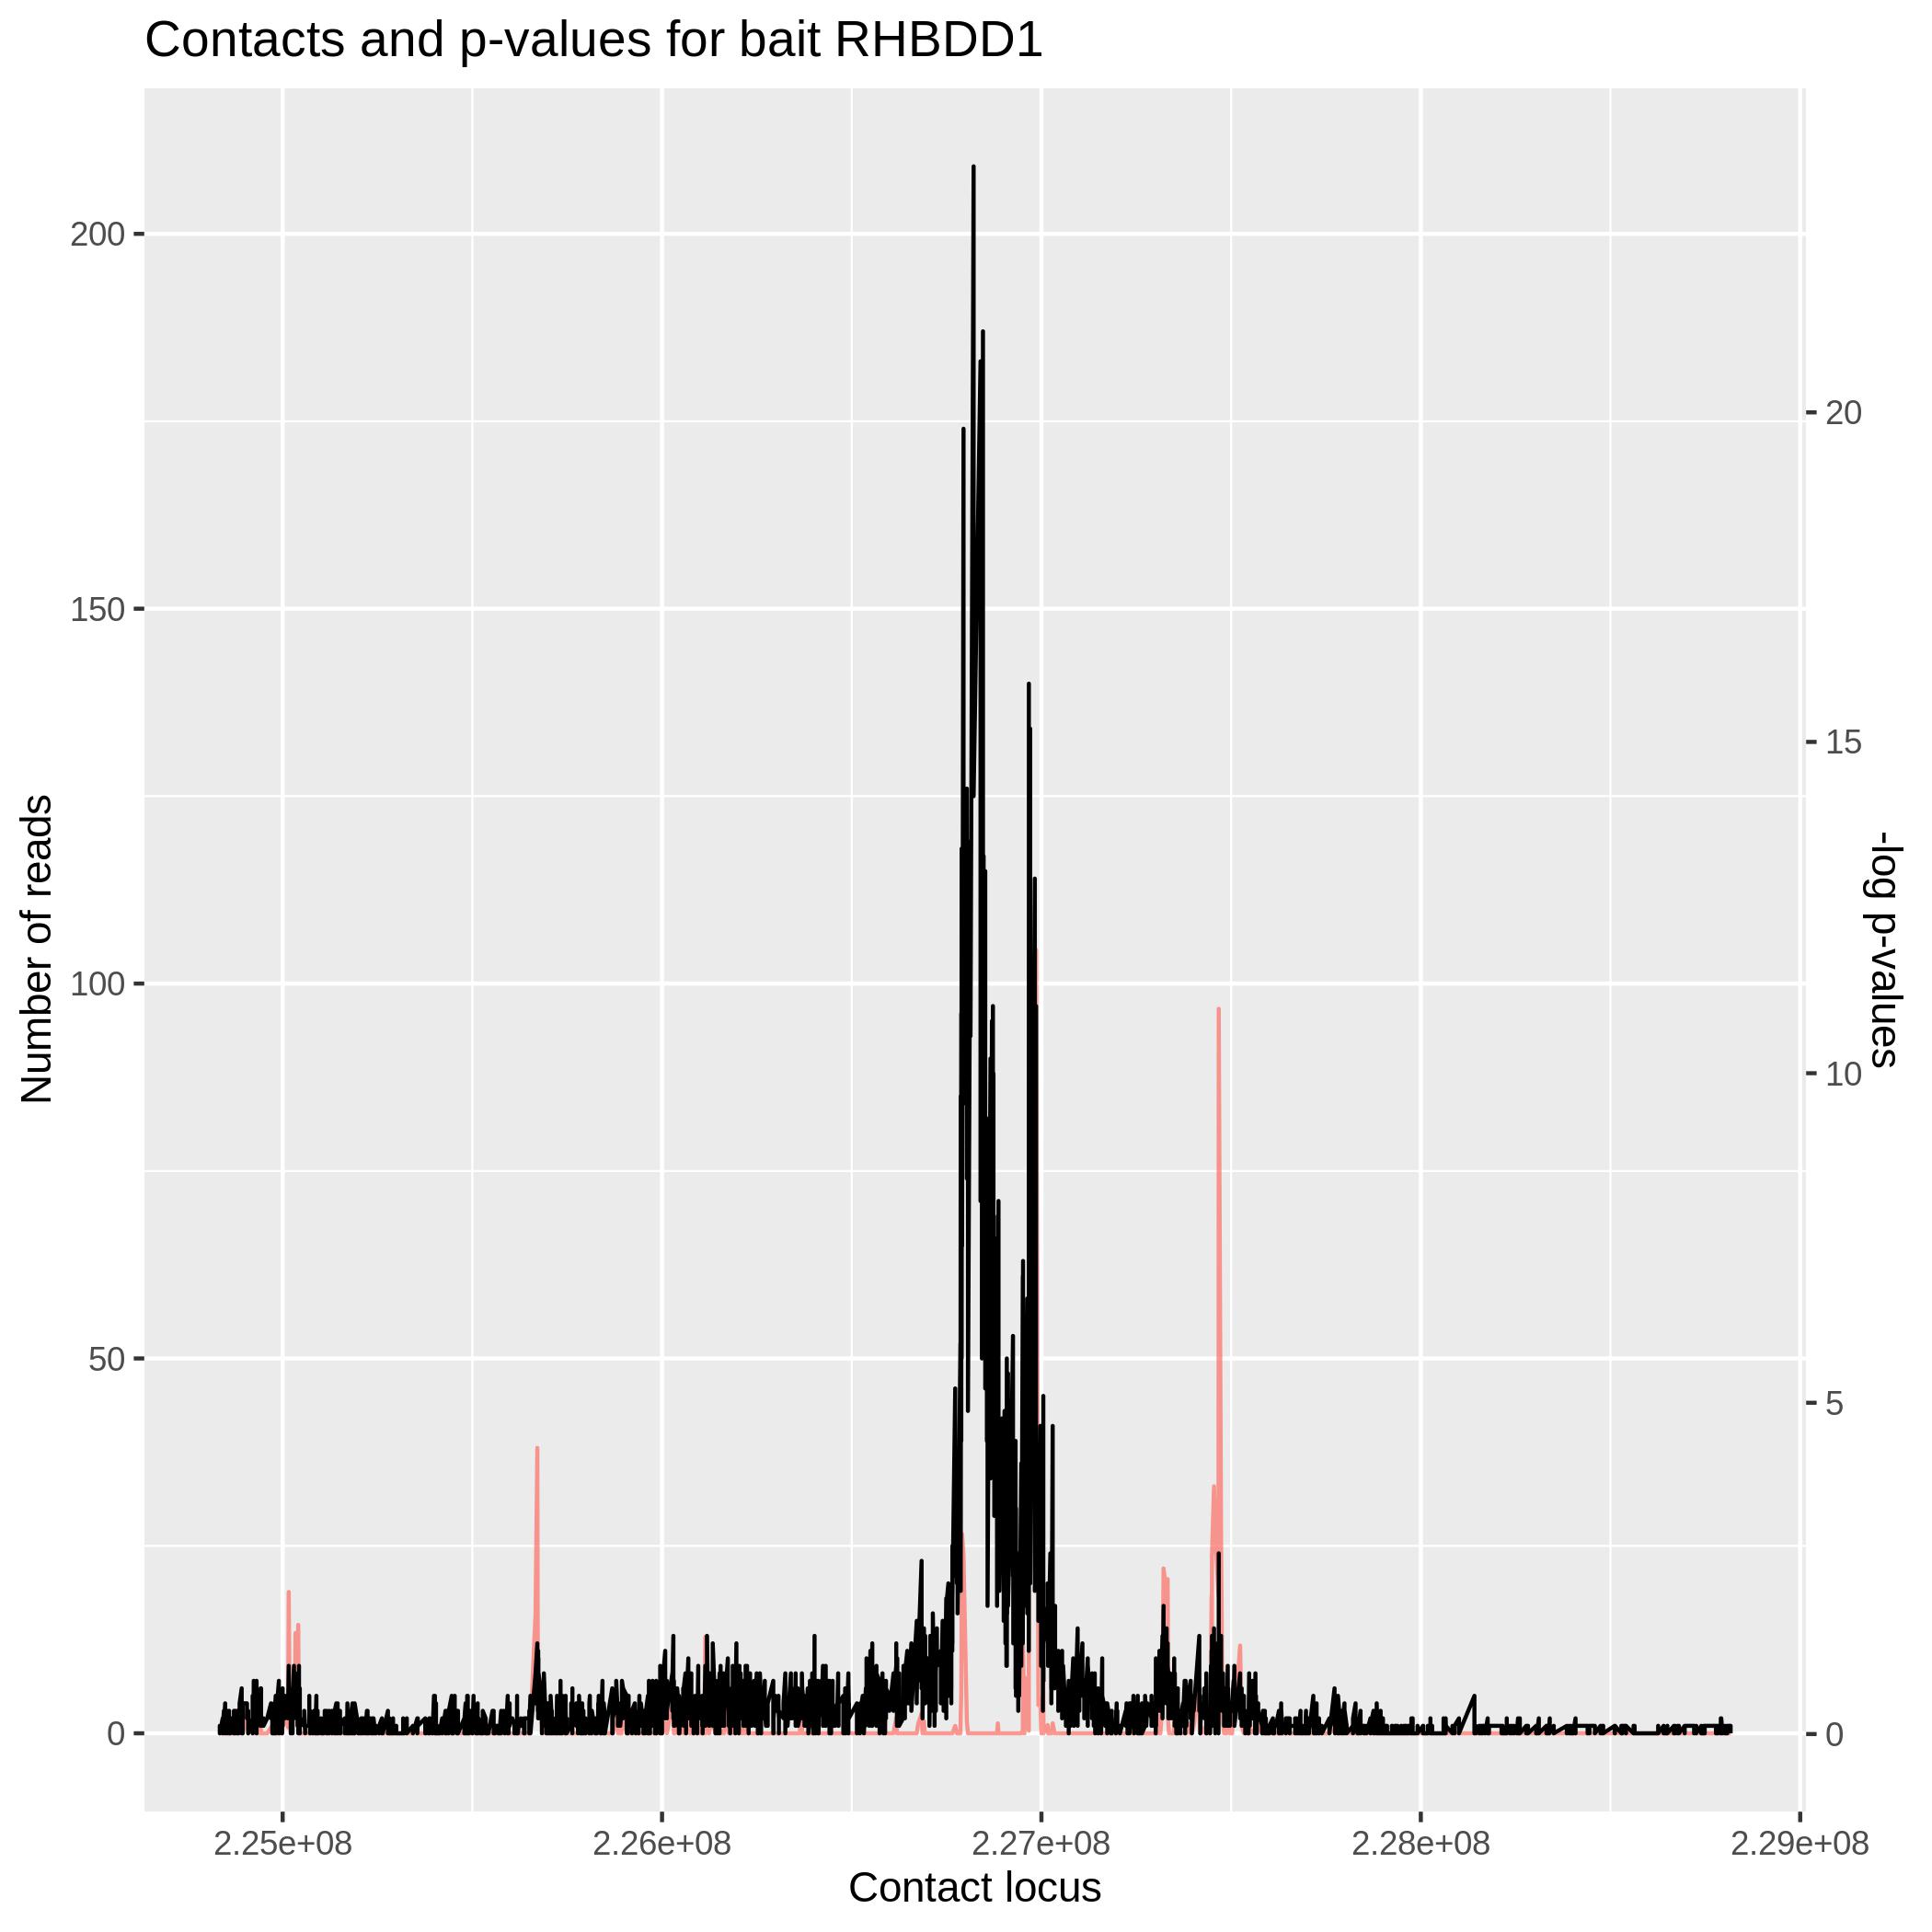 Contacts and p-values for bait RHBDD1
200
150
100
50
0
Number of reads
20
15
10
5
0
-log p-values
2.25e+08
2.26e+08
2.27e+08
2.28e+08
2.29e+08
Contact locus